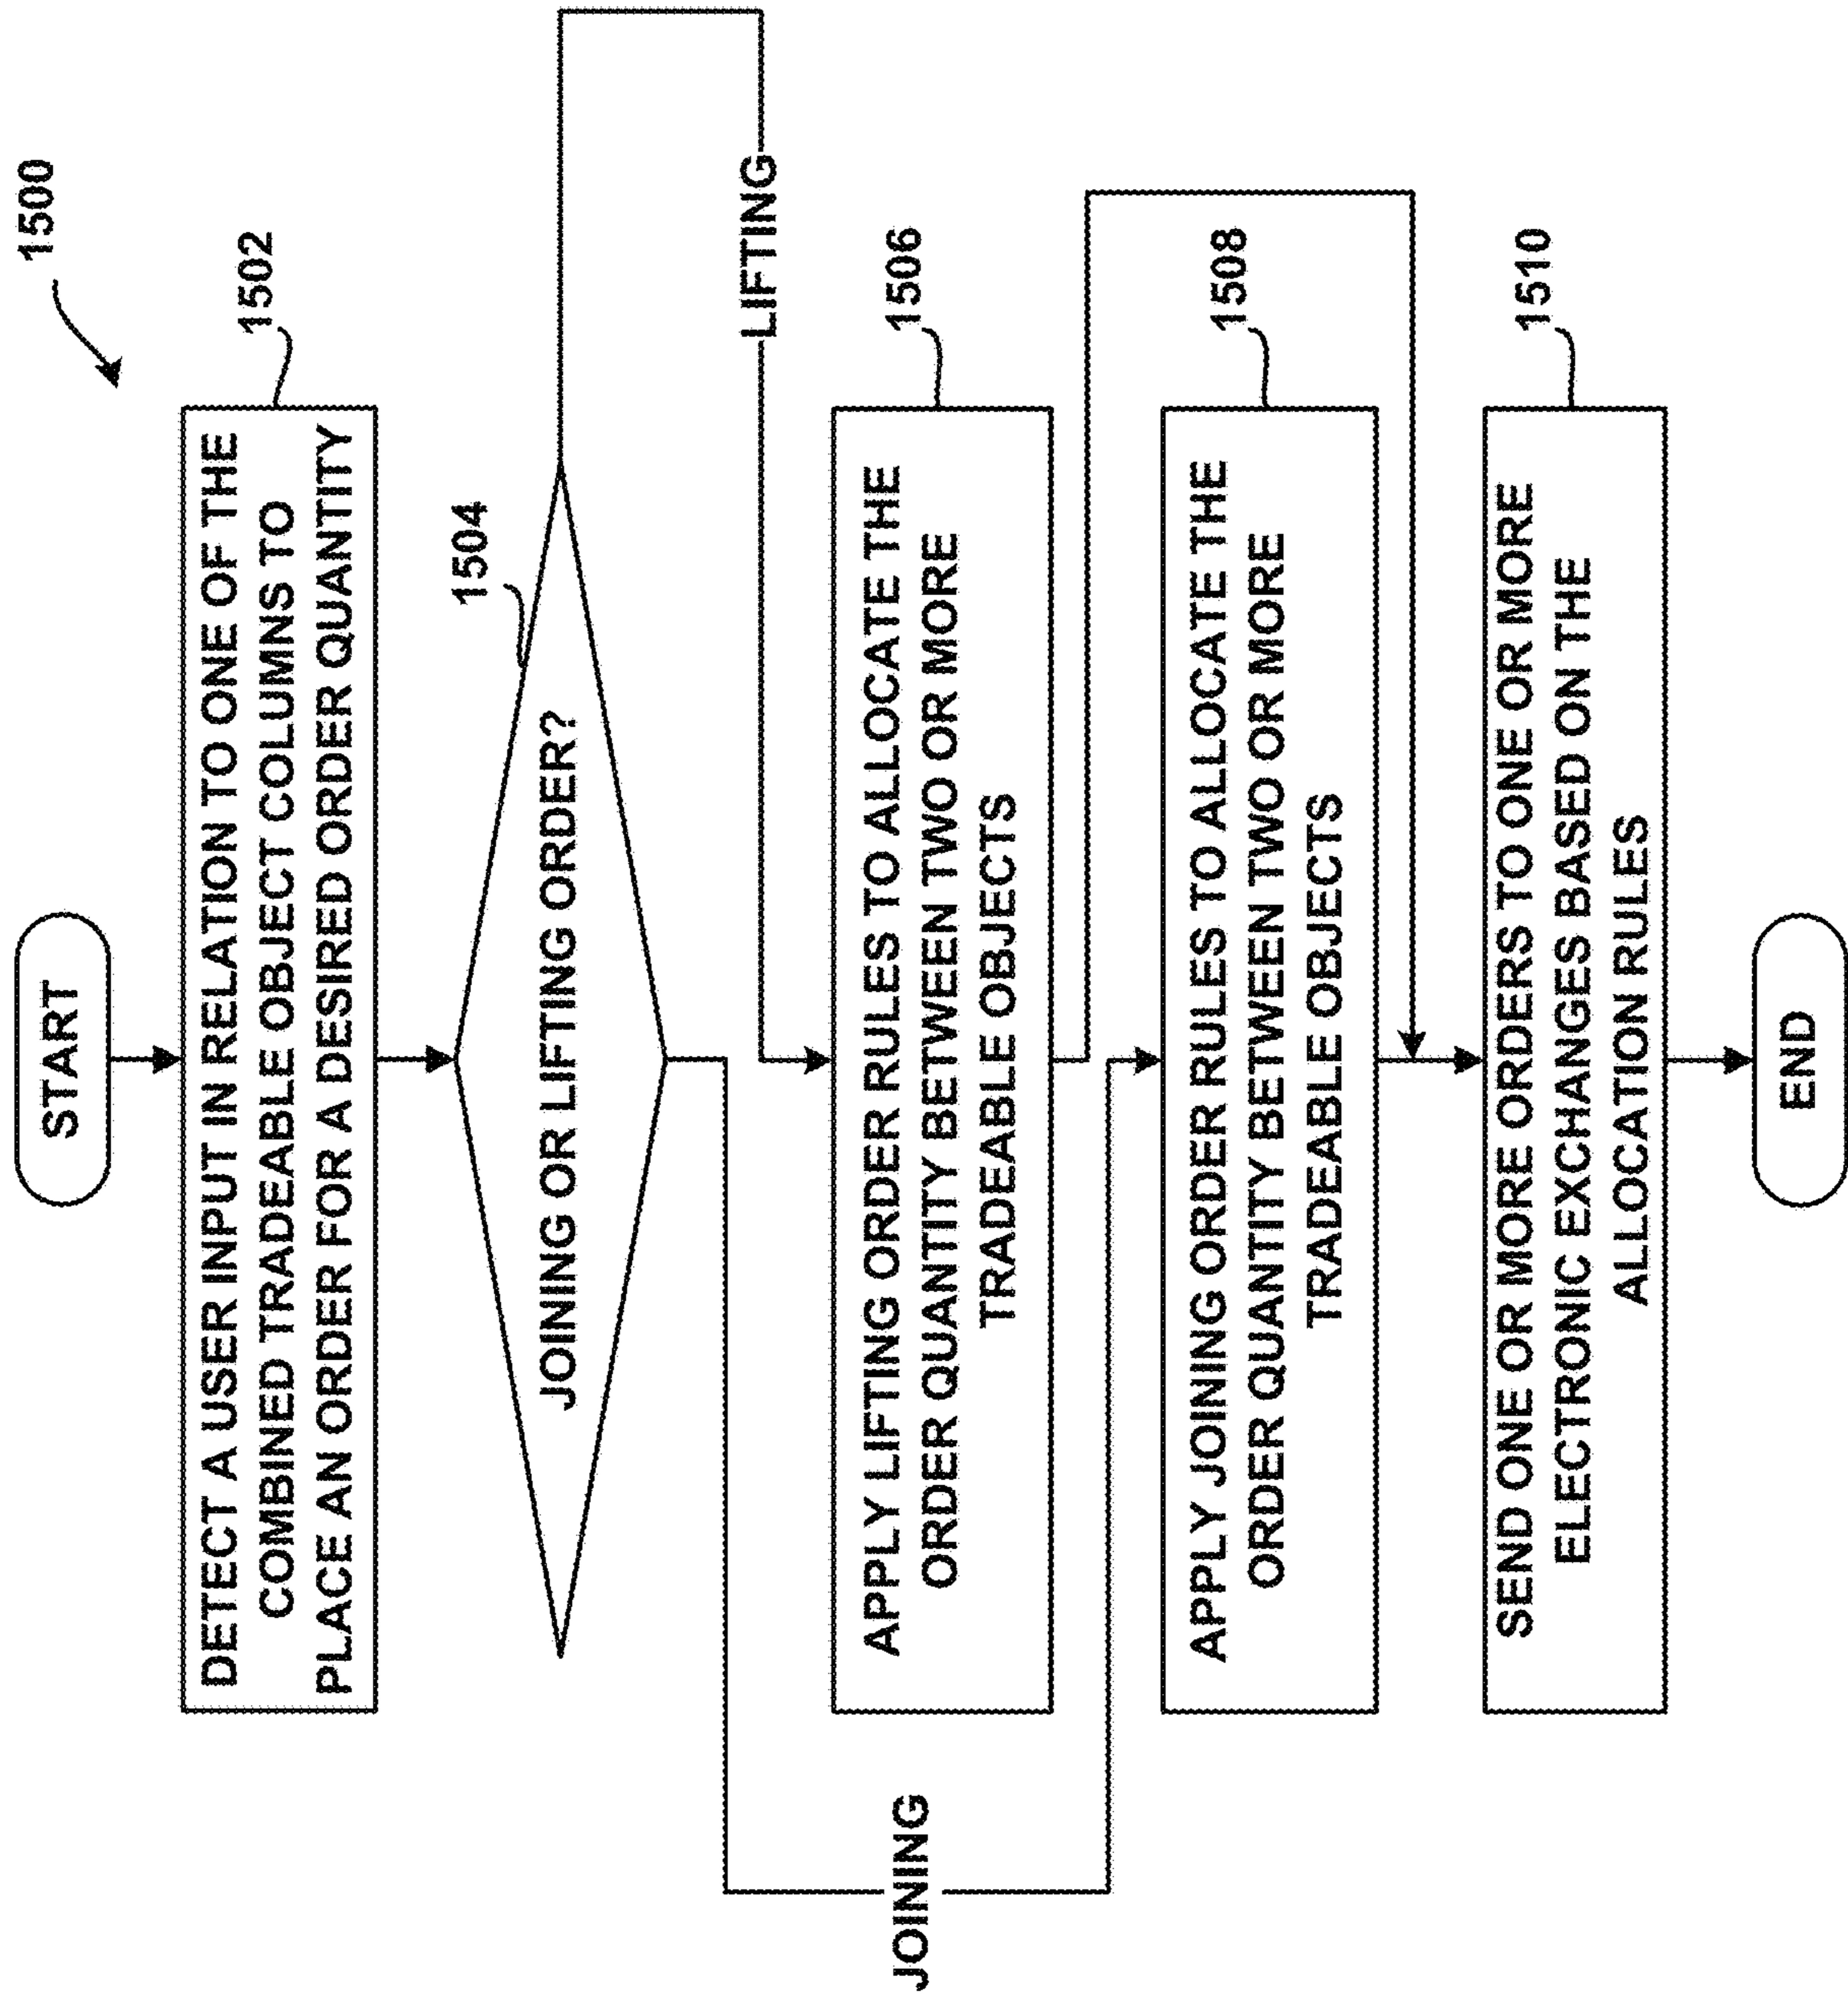 1500
START
DETECT A USER INPUT IN RELATION TO ONE OF THE
COMBINED TRADEABLE OBJECT COLUMNS TO
PLACE AN ORDER FOR A DESIRED ORDER QUANTITY
1502
JOINING OR LIFTING ORDER?
1504
LIFTING
JOINING
APPLY LIFTING ORDER RULES TO ALLOCATE THE
ORDER QUANTITY BETWEEN TWO OR MORE
TRADEABLE OBJECTS
1506
APPLY JOINING ORDER RULES TO ALLOCATE THE
ORDER QUANTITY BETWEEN TWO OR MORE
TRADEABLE OBJECTS
1508
SEND ONE OR MORE ORDERS TO ONE OR MORE
ELECTRONIC EXCHANGES BASED ON THE
ALLOCATION RULES
1510
END